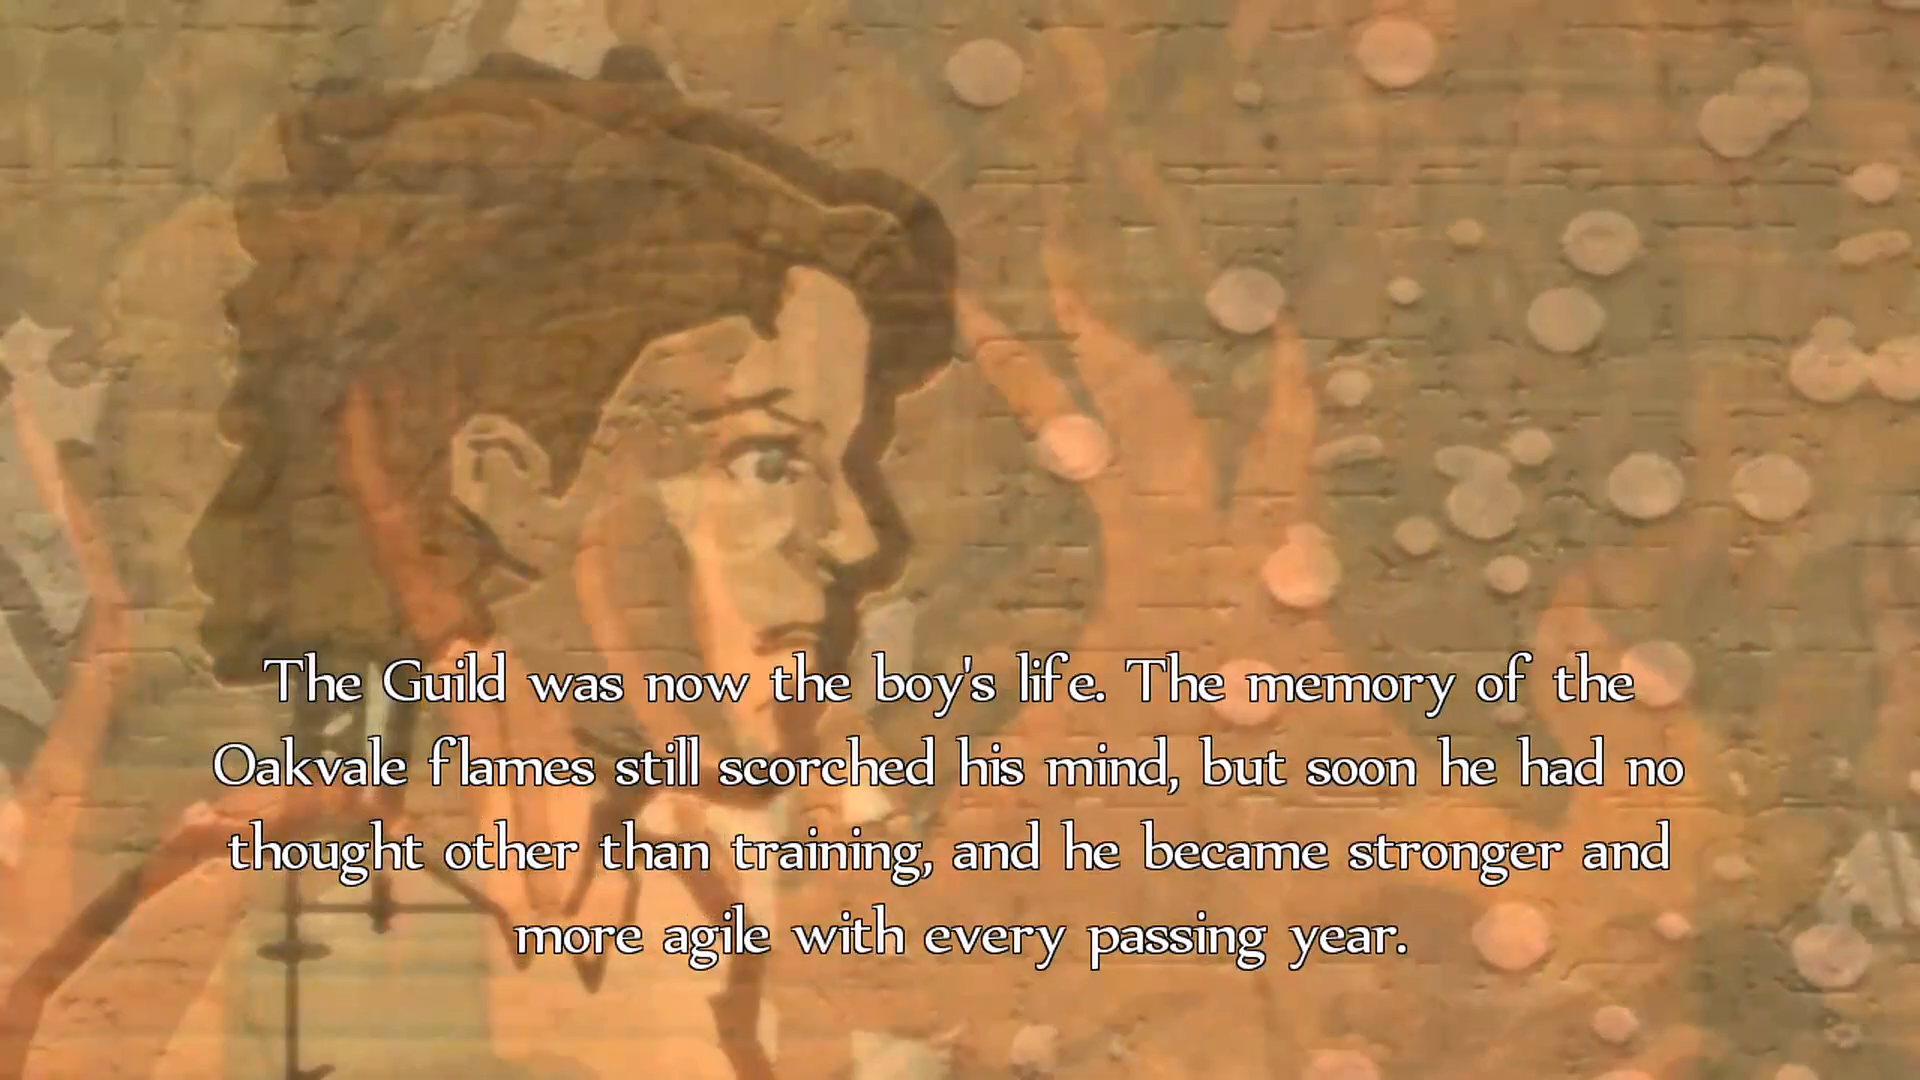 The Guild was now the boy's life. The memory of the
Oakvale flames still scorched his mind, but soon he had no
thought other than training, and he became stronger and
more agile with every passing year.